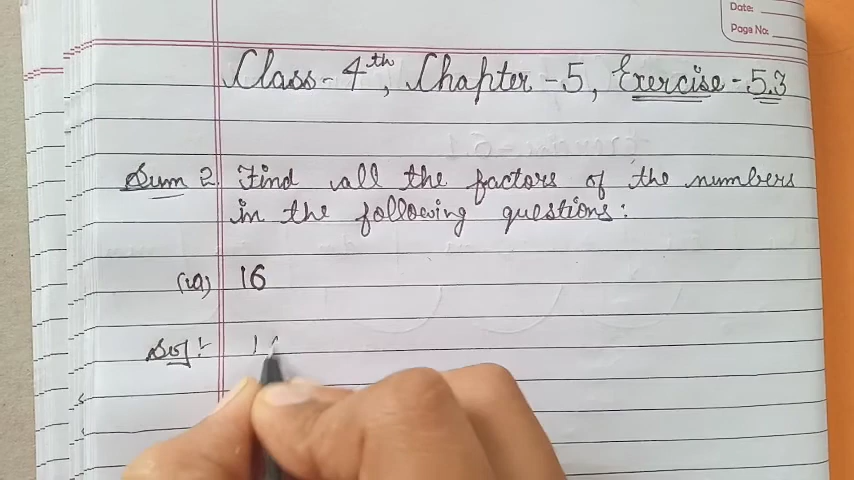 Date:
Page No:
Class-4th, Chapter-5, Exercise-5.3
Sum 2. Find all the factors of the numbers
in the following questions:
(a) 16
Sol:-